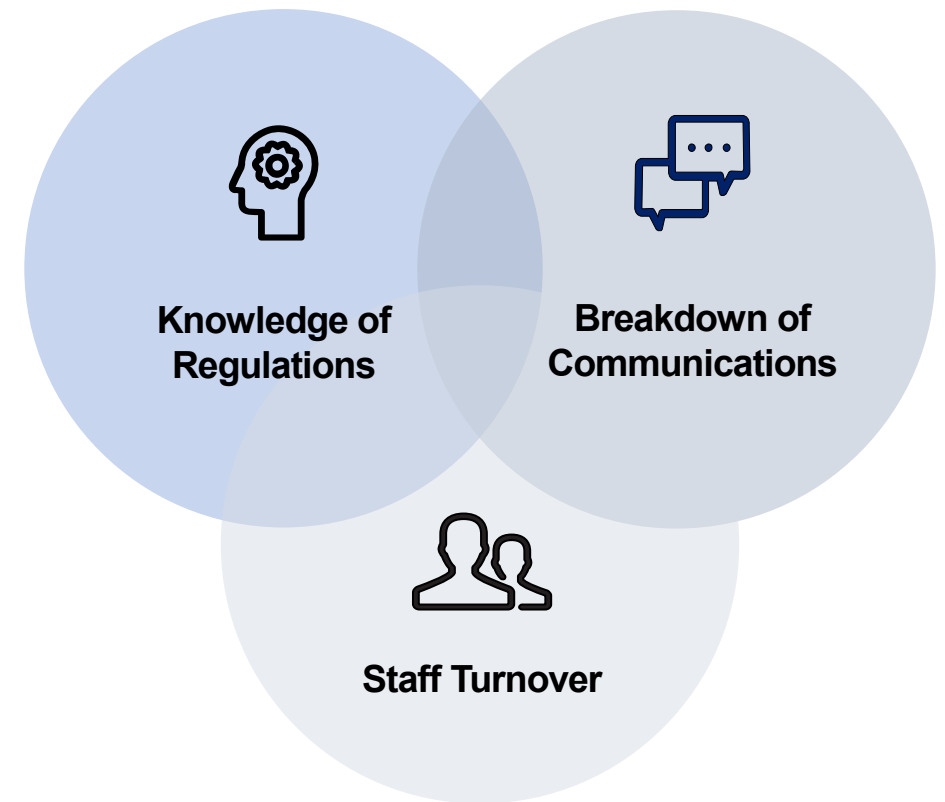 Knowledge of
Regulations
Breakdown of
Communications
Staff Turnover